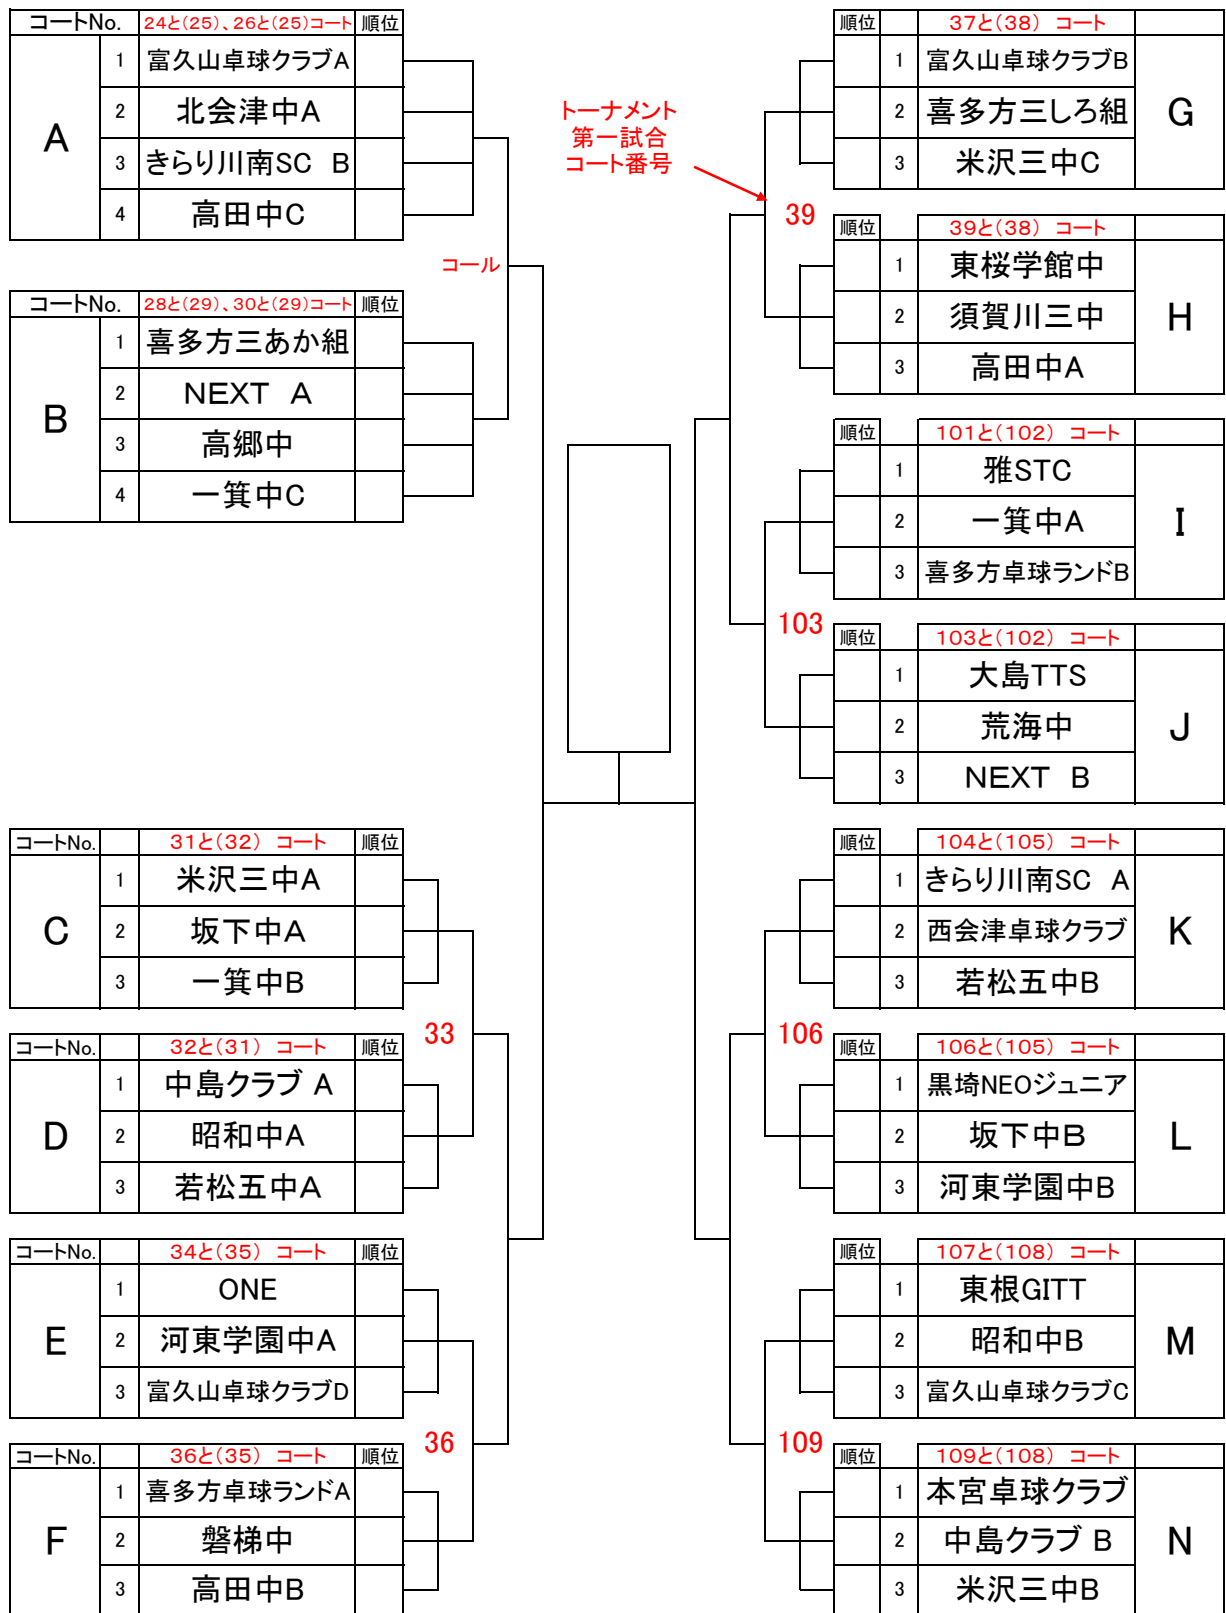 コートNo. 24と(25)、26と(25)コート 順位
A
1 富久山卓球クラブA
2 北会津中A
3 きらり川南SC B
4 高田中C
コール
コートNo. 28と(29)、30と(29)コート 順位
B
1 喜多方三あか組
2 NEXT A
3 高郷中
4 一箕中C
コートNo. 31と(32) コート 順位
C
1 米沢三中A
2 坂下中A
3 一箕中B
33
コートNo. 32と(31) コート 順位
D
1 中島クラブ A
2 昭和中A
3 若松五中A
コートNo. 34と(35) コート 順位
E
1 ONE
2 河東学園中A
3 富久山卓球クラブD
36
コートNo. 36と(35) コート 順位
F
1 喜多方卓球ランドA
2 磐梯中
3 高田中B
トーナメント
第一試合
コート番号
順位 37と(38) コート
1 富久山卓球クラブB
2 喜多方三しろ組
3 米沢三中C
G
39
順位 39と(38) コート
1 東桜学館中
2 須賀川三中
3 高田中A
H
順位 101と(102) コート
1 雅STC
2 一箕中A
3 喜多方卓球ランドB
I
103
順位 103と(102) コート
1 大島TTS
2 荒海中
3 NEXT B
J
順位 104と(105) コート
1 きらり川南SC A
2 西会津卓球クラブ
3 若松五中B
K
106
順位 106と(105) コート
1 黒埼NEOジュニア
2 坂下中B
3 河東学園中B
L
順位 107と(108) コート
1 東根GITT
2 昭和中B
3 富久山卓球クラブC
M
109
順位 109と(108) コート
1 本宮卓球クラブ
2 中島クラブ B
3 米沢三中B
N